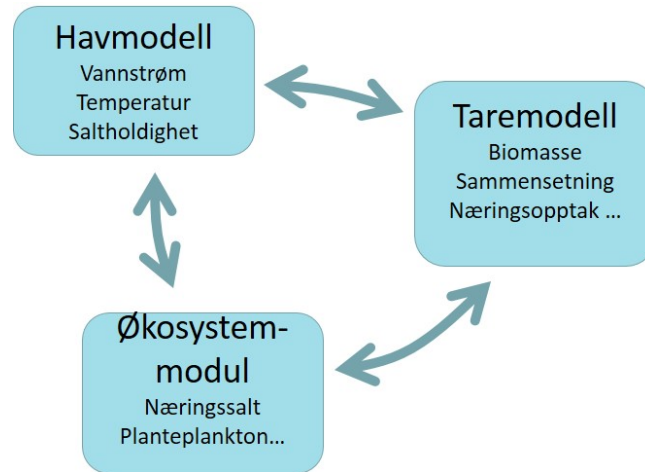 Havmodell
Vannstrøm
Temperatur
Saltholdighet
Taremodell
Biomasse
Sammensetning
Næringsopptak ...
Økosystem-
modul
Næringssalt
Planteplankton...